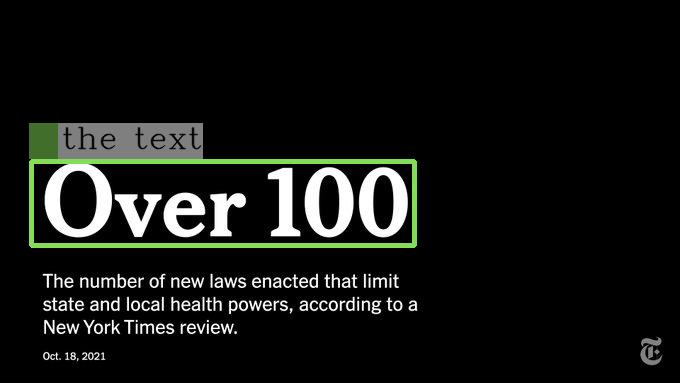 the text
Over 100
The number of new laws enacted that limit
state and local health powers, according to a
New York Times review.
Oct. 18, 2021
T